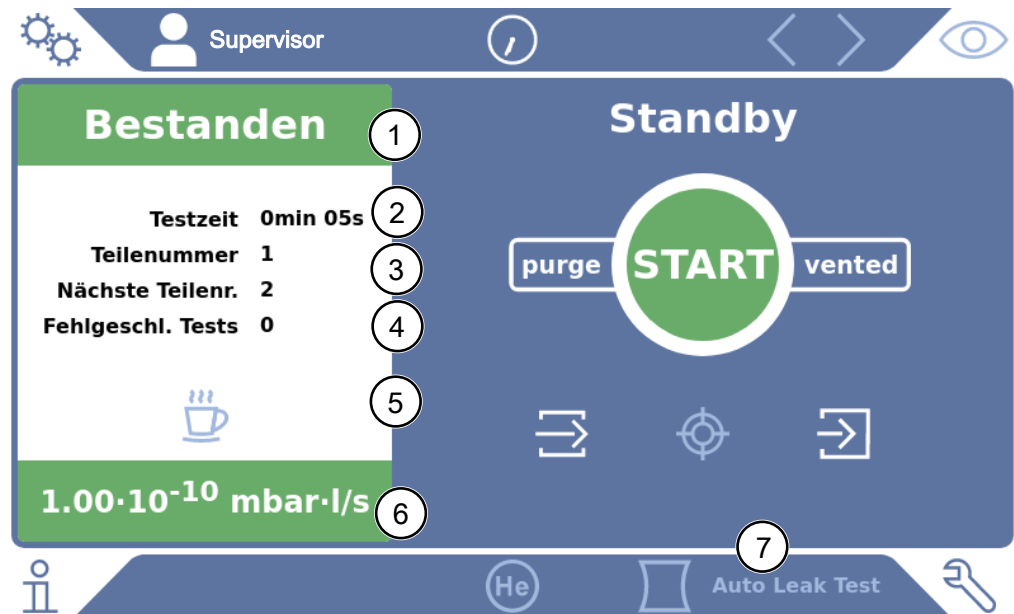 Supervisor
Bestanden
1
Standby
Testzeit 0min 05s
2
Teilenummer 1
3
Nächste Teilenr. 2
Fehlgeschl. Tests 0
4
purge
START
vented
5
1.00·10⁻¹⁰ mbar·l/s
6
7
He
Auto Leak Test